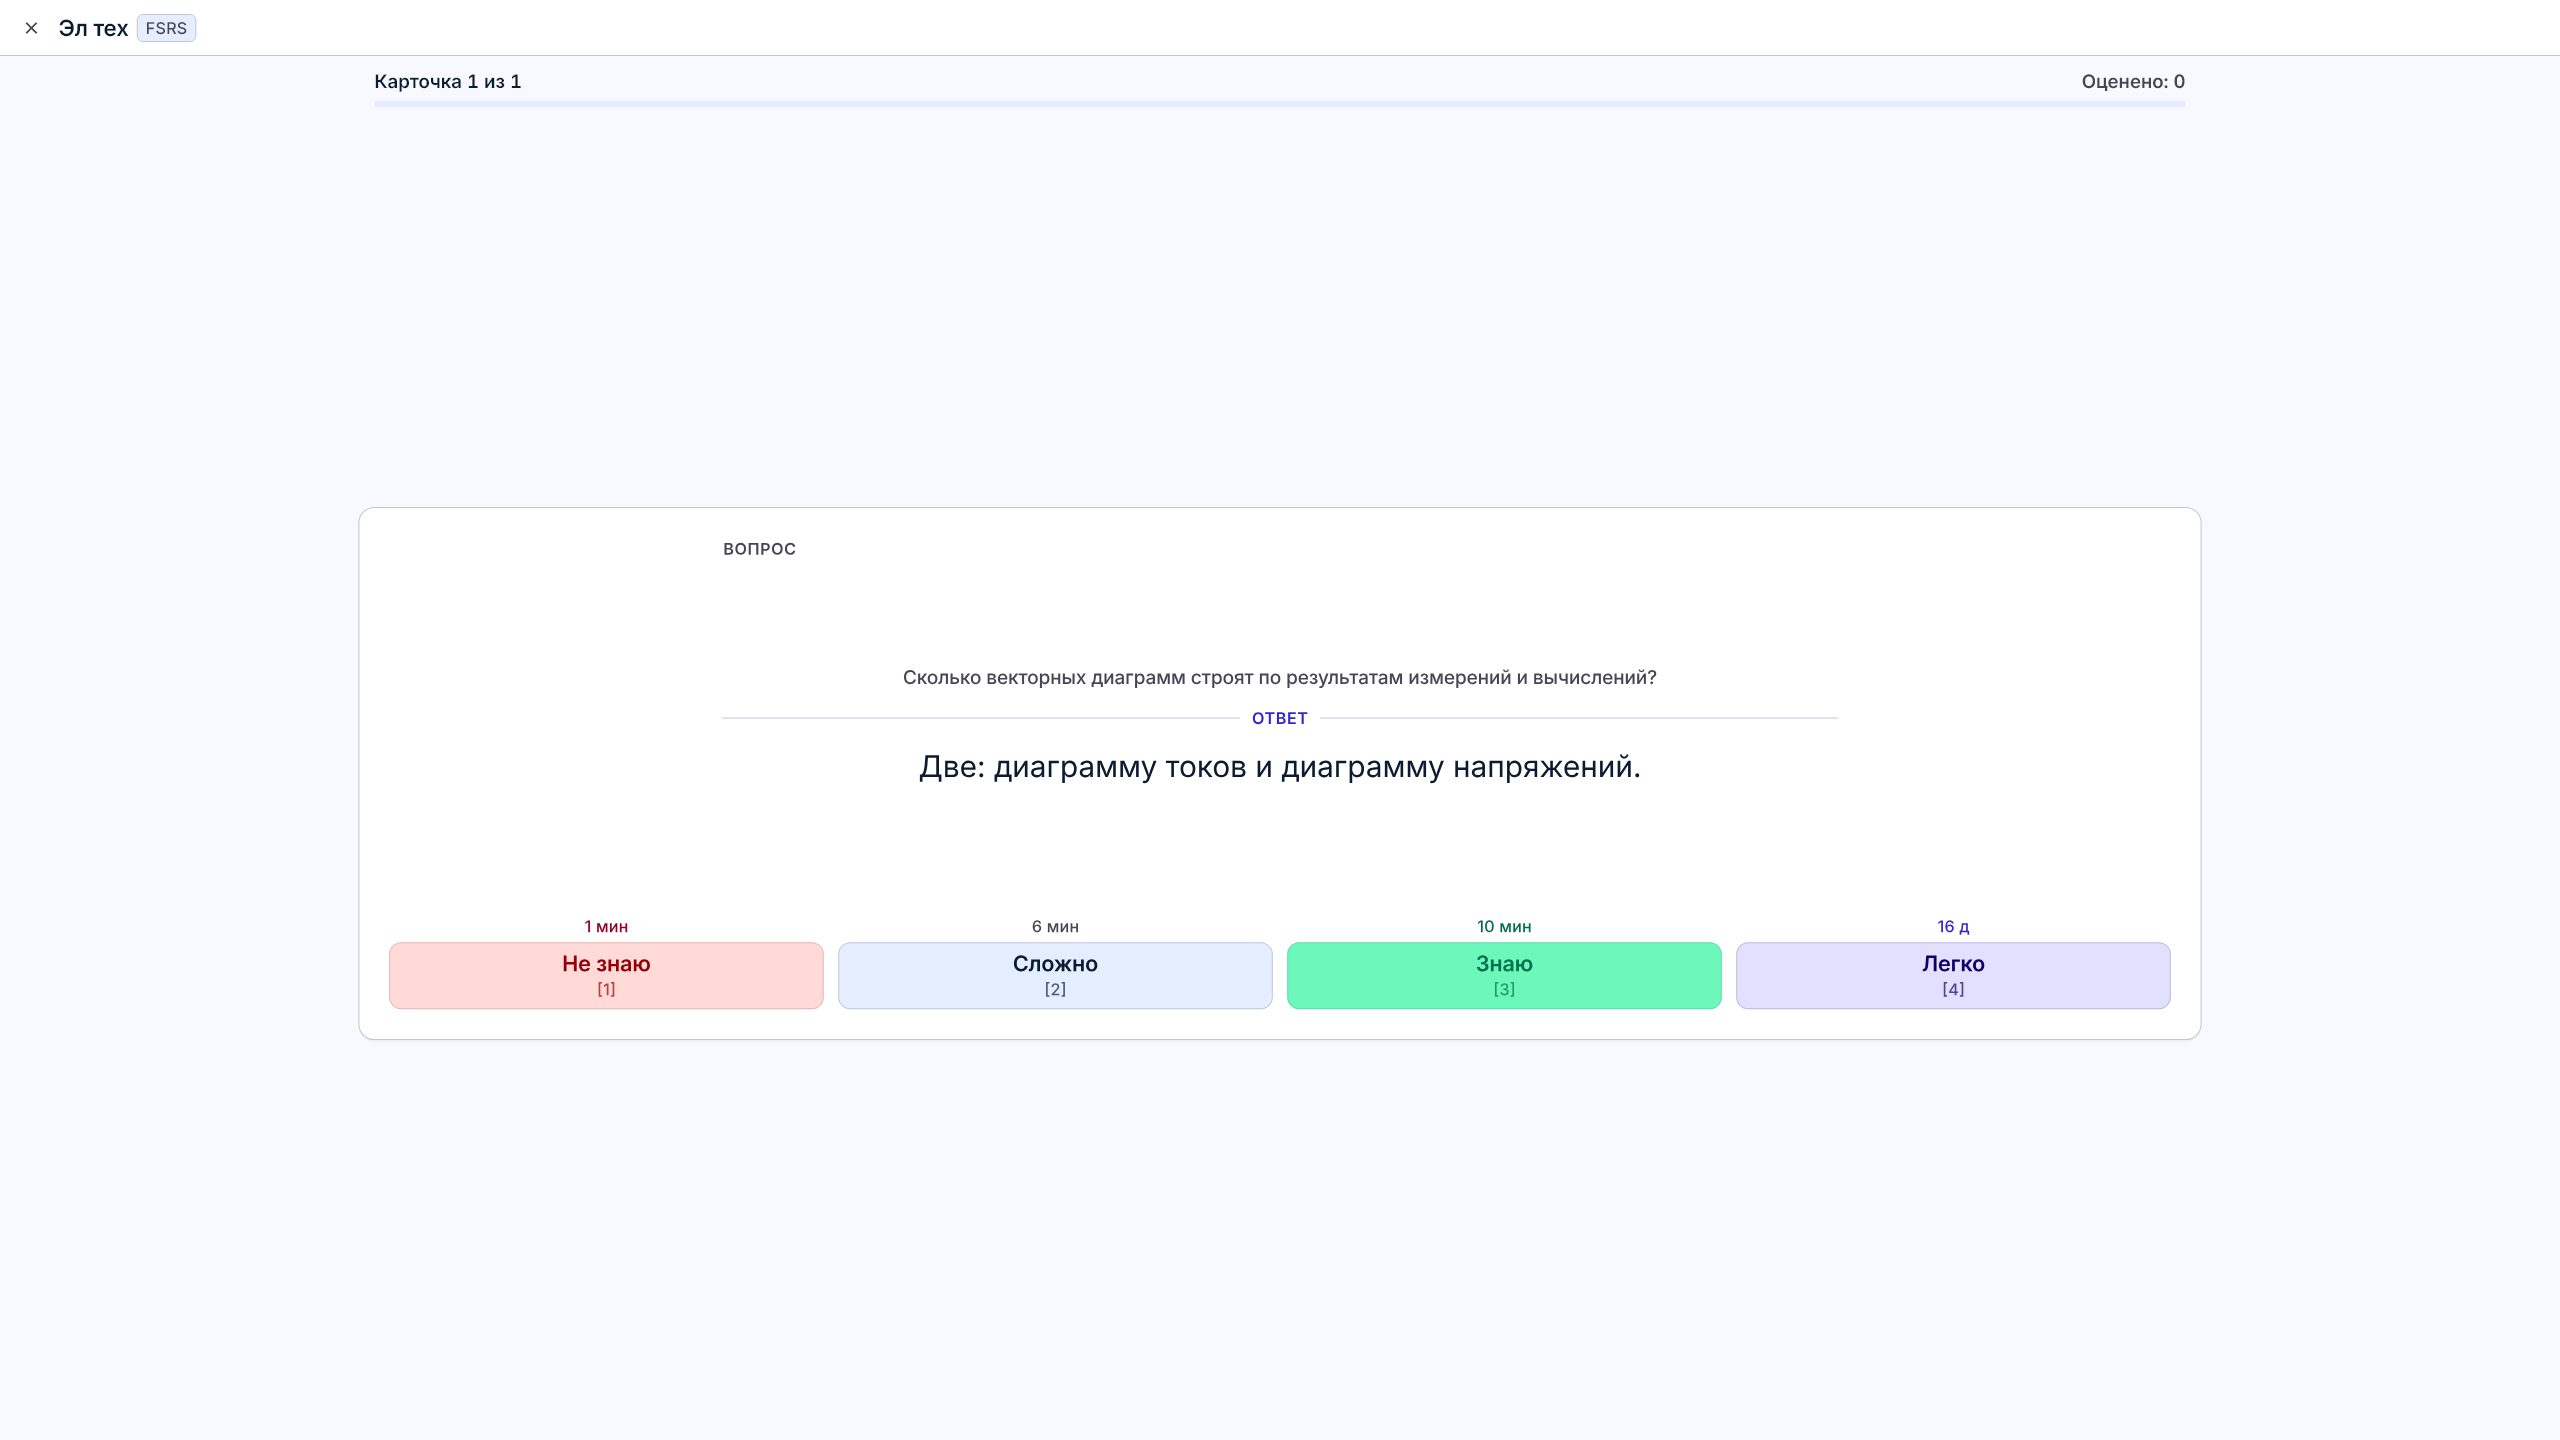 Эл тех FSRS
Карточка 1 из 1
Оценено: 0
ВОПРОС
Сколько векторных диаграмм строят по результатам измерений и вычислений?
ОТВЕТ
Две: диаграмму токов и диаграмму напряжений.
1 мин
Не знаю
[1]
6 мин
Сложно
[2]
10 мин
Знаю
[3]
16 д
Легко
[4]